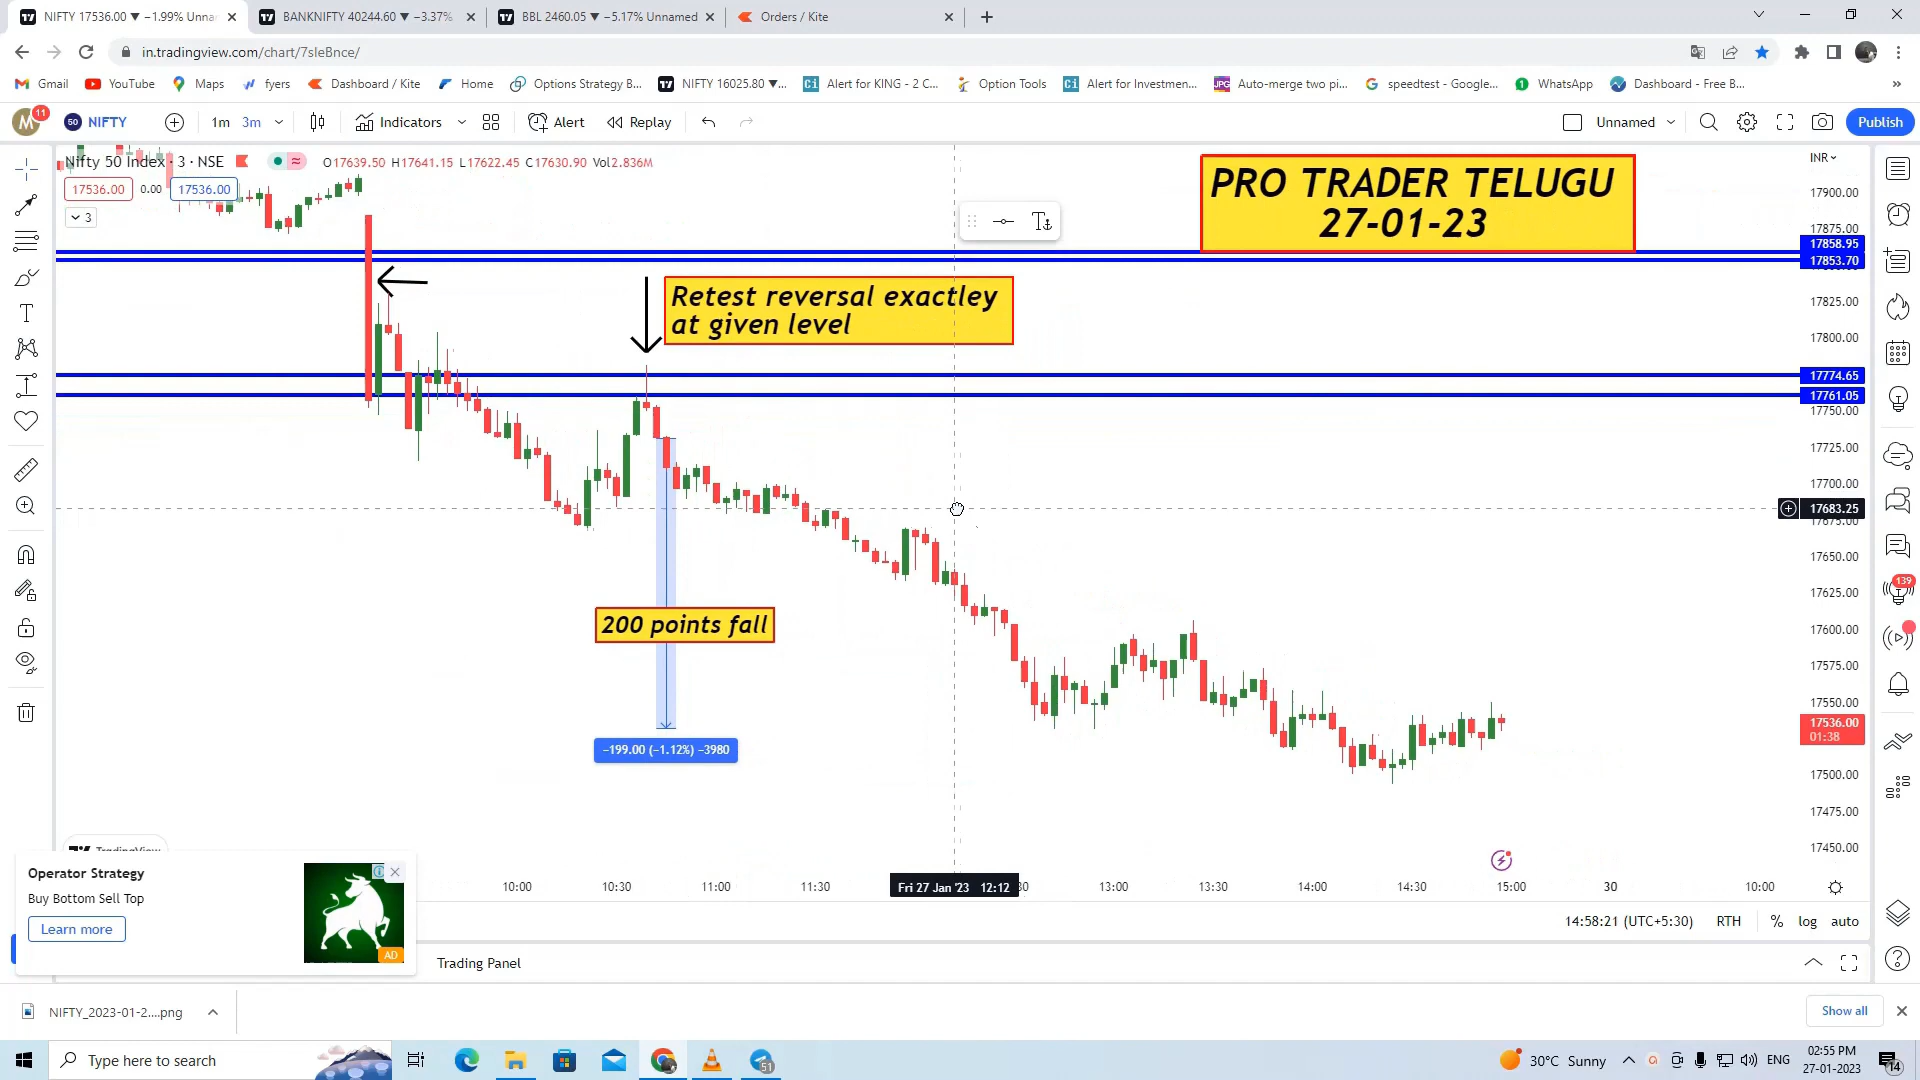 NIFTY 17536.00 ▼ −1.99% Unna
BANKNIFTY 40244.60 ▼ −3.37%
BBL 2460.05 ▼ −5.17% Unnamed
Orders / Kite
in.tradingview.com/chart/7sleBnce/
Gmail
YouTube
Maps
fyers
Dashboard / Kite
Home
Options Strategy B...
NIFTY 16025.80 ▼...
Alert for KING - 2 C...
Option Tools
Alert for Investmen...
Auto-merge two pi...
speedtest - Google...
WhatsApp
Dashboard - Free B...
»
M
11
50
NIFTY
1m
3m
Indicators
Alert
Replay
Unnamed
Publish
Nifty 50 Index · 3 · NSE
O17639.50 H17641.15 L17622.45 C17630.90 Vol2.836M
17536.00
0.00
17536.00
3
PRO TRADER TELUGU
27-01-23
Retest reversal exactley
at given level
200 points fall
−199.00 (−1.12%) −3980
INR
17900.00
17875.00
17858.95
17853.70
17825.00
17800.00
17774.65
17761.05
17750.00
17725.00
17700.00
17683.25
17675.00
17650.00
17625.00
17600.00
17575.00
17550.00
17536.00
01:38
17500.00
17475.00
17450.00
139
TradingView
Operator Strategy
Buy Bottom Sell Top
Learn more
AD
10:00
10:30
11:00
11:30
Fri 27 Jan '23 12:12
13:00
13:30
14:00
14:30
15:00
30
10:00
14:58:21 (UTC+5:30)
RTH
%
log
auto
Trading Panel
NIFTY_2023-01-2....png
Show all
Type here to search
51
30°C Sunny
ENG
02:55 PM
27-01-2023
14